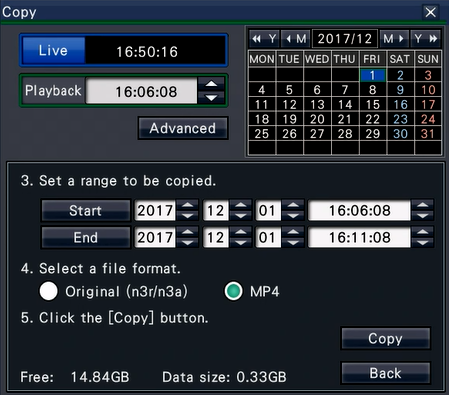 Copy
Live 16:50:16
Playback 16:06:08
Advanced
Y M 2017/12 M Y
MON TUE WED THU FRI SAT SUN
1 2 3
4 5 6 7 8 9 10
11 12 13 14 15 16 17
18 19 20 21 22 23 24
25 26 27 28 29 30 31
3. Set a range to be copied.
Start 2017 12 01 16:06:08
End 2017 12 01 16:11:08
4. Select a file format.
Original (n3r/n3a) MP4
5. Click the [Copy] button.
Copy
Free: 14.84GB Data size: 0.33GB
Back